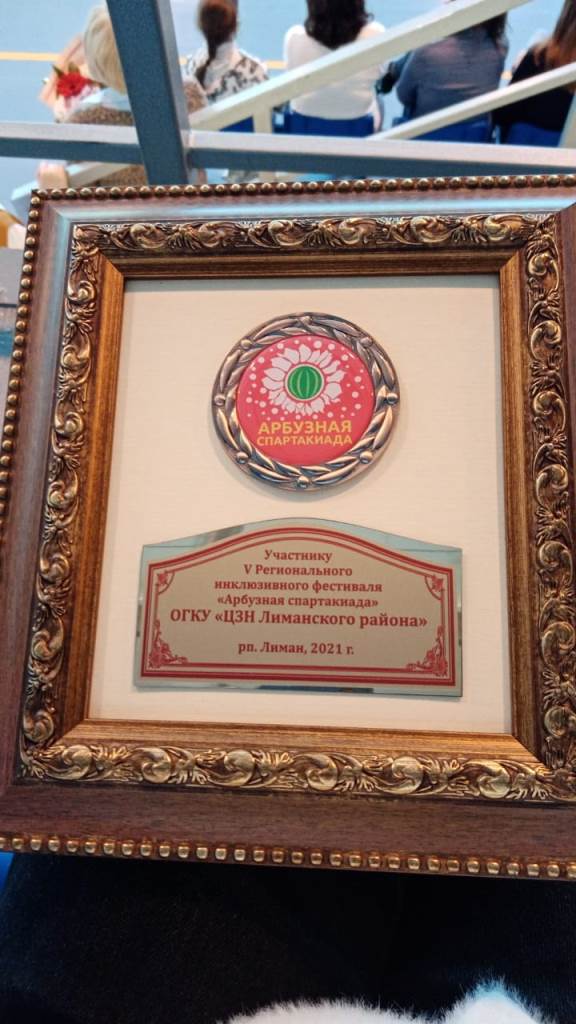 АРБУЗНАЯ
СПАРТАКИАДА
Участнику
V Регионального
инклюзивного фестиваля
«Арбузная спартакиада»
ОГКУ «ЦЗН Лиманского района»
рп. Лиман, 2021 г.